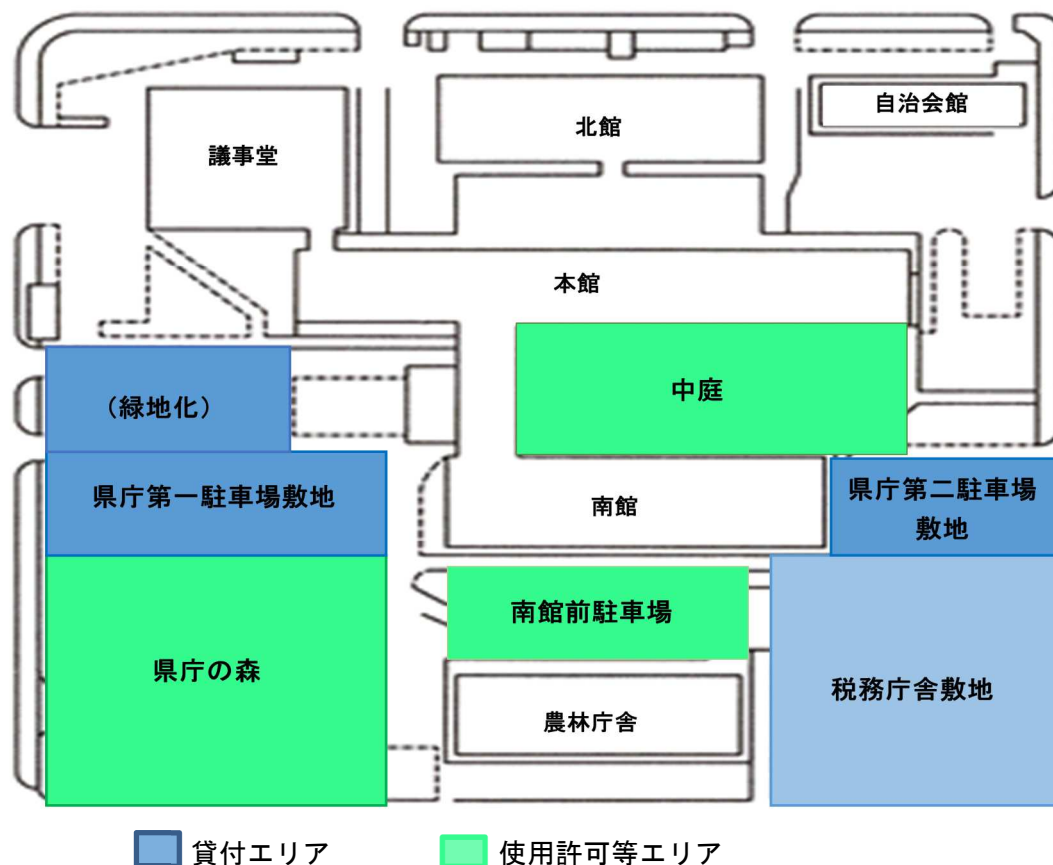 自治会館
北館
議事堂
本館
中庭
（緑地化）
県庁第一駐車場敷地
南館
県庁第二駐車場
敷地
南館前駐車場
県庁の森
税務庁舎敷地
農林庁舎
貸付エリア
使用許可等エリア